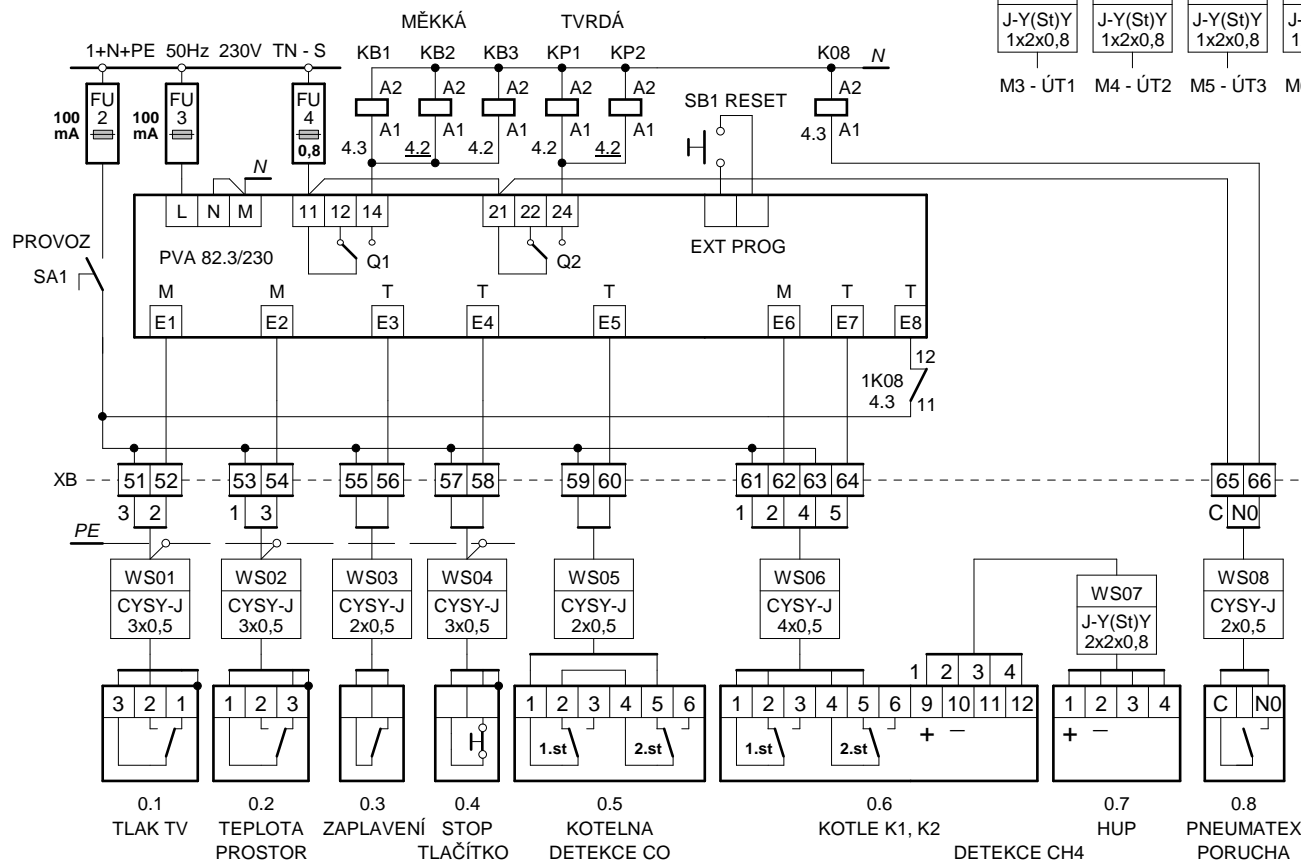 MĚKKÁ TVRDÁ
J-Y(St)Y J-Y(St)Y J-Y(St)Y
1x2x0,8 1x2x0,8 1x2x0,8 1
M3 - ÚT1 M4 - ÚT2 M5 - ÚT3
1+N+PE 50Hz 230V TN - S
KB1 KB2 KB3 KP1 KP2 K08 N
FU 2 100 mA
FU 3 100 mA
FU 4 0,8
A2 A2 A2 A2 A2 A2
A1 A1 A1 A1 A1 A1
4.3 4.2 4.2 4.2 4.2 4.3
SB1 RESET
N
L N M 11 12 14 21 22 24
EXT PROG
PROVOZ
SA1
PVA 82.3/230
Q1 Q2
M M T T T M T T
E1 E2 E3 E4 E5 E6 E7 E8
12
1K08
4.3 11
XB 51 52 53 54 55 56 57 58 59 60 61 62 63 64 65 66
3 2 1 3 1 2 4 5 C N0
PE
WS01 WS02 WS03 WS04 WS05 WS06 WS07 WS08
CYSY-J CYSY-J CYSY-J CYSY-J CYSY-J CYSY-J J-Y(St)Y CYSY-J
3x0,5 3x0,5 2x0,5 3x0,5 2x0,5 4x0,5 2x2x0,8 2x0,5
1 2 3 4
3 2 1 1 2 3 1 2 3 4 5 6 1 2 3 4 5 6 9 10 11 12 1 2 3 4 C N0
1.st 2.st 1.st 2.st + − + −
0.1 0.2 0.3 0.4 0.5 0.6 0.7 0.8
TLAK TV TEPLOTA ZAPLAVENÍ STOP KOTELNA KOTLE K1, K2 HUP PNEUMATEX
PROSTOR TLAČÍTKO DETEKCE CO DETEKCE CH4 PORUCHA